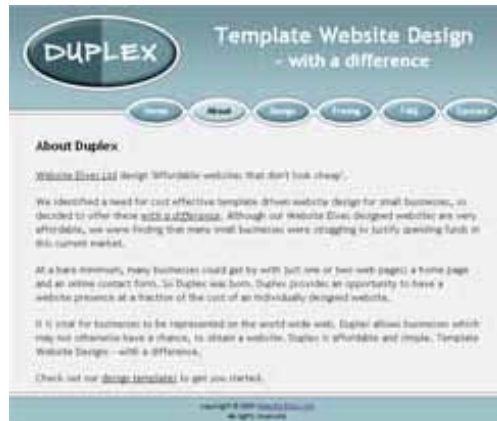 DUPLEX
Template Website Design
- with a difference
Home About Design Pricing FAQ Contact
About Duplex
Website Elves Ltd design 'Affordable websites that don't look cheap'.
We identified a need for cost effective template driven website design for small businesses, so
decided to offer these with a difference. Although our Website Elves designed websites are very
affordable, we were finding that many small businesses were struggling to justify spending funds in
this current market.
At a bare minimum, many businesses could get by with just one or two web pages; a home page
and an online contact form. So Duplex was born. Duplex provides an opportunity to have a
website presence at a fraction of the cost of an individually designed website.
It is vital for businesses to be represented on the world wide web. Duplex allows businesses which
may not otherwise have a chance, to obtain a website. Duplex is affordable and simple. Template
Website Designs - with a difference.
Check out our design templates to get you started.
copyright ©
All rights reserved